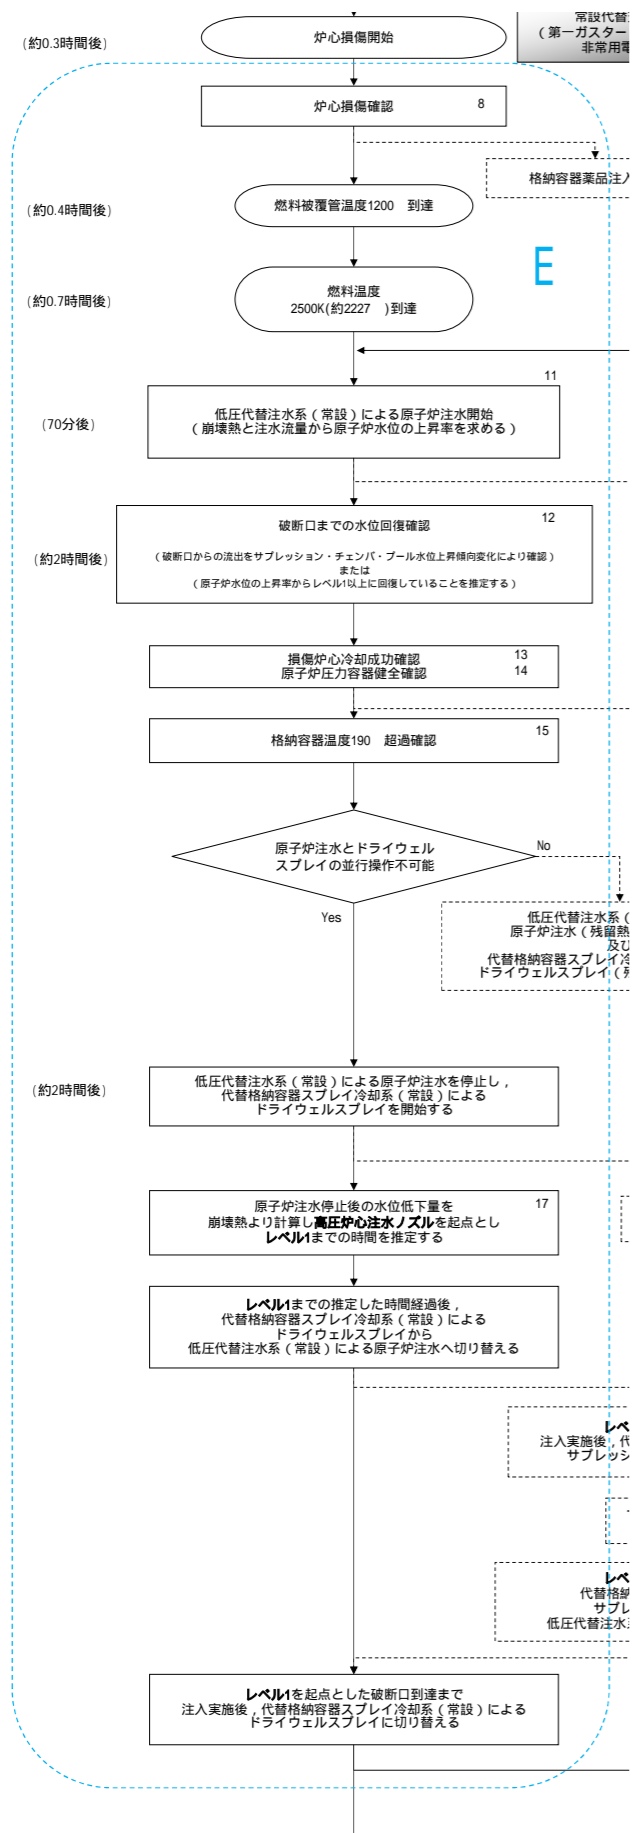 常設代替
（第一ガスター
非常用電
(約0.3時間後)
炉心損傷開始
炉心損傷確認
8
格納容器薬品注入
(約0.4時間後)
燃料被覆管温度1200　到達
E
(約0.7時間後)
燃料温度
2500K(約2227　)到達
11
(70分後)
低圧代替注水系（常設）による原子炉注水開始
（崩壊熱と注水流量から原子炉水位の上昇率を求める）
12
破断口までの水位回復確認
(約2時間後)
（破断口からの流出をサプレッション・チェンバ・プール水位上昇傾向変化により確認）
または
（原子炉水位の上昇率からレベル1以上に回復していることを推定する）
損傷炉心冷却成功確認
13
原子炉圧力容器健全確認
14
15
格納容器温度190　超過確認
原子炉注水とドライウェル
スプレイの並行操作不可能
No
Yes
低圧代替注水系（
原子炉注水（残留熱
及び
代替格納容器スプレイ冷
ドライウェルスプレイ（残
(約2時間後)
低圧代替注水系（常設）による原子炉注水を停止し，
代替格納容器スプレイ冷却系（常設）による
ドライウェルスプレイを開始する
17
原子炉注水停止後の水位低下量を
崩壊熱より計算し高圧炉心注水ノズルを起点とし
レベル1までの時間を推定する
レベル1までの推定した時間経過後，
代替格納容器スプレイ冷却系（常設）による
ドライウェルスプレイから
低圧代替注水系（常設）による原子炉注水へ切り替える
レベ
注入実施後，代
サプレッシ
レベ
代替格納
サプレ
低圧代替注水系
レベル1を起点とした破断口到達まで
注入実施後，代替格納容器スプレイ冷却系（常設）による
ドライウェルスプレイに切り替える